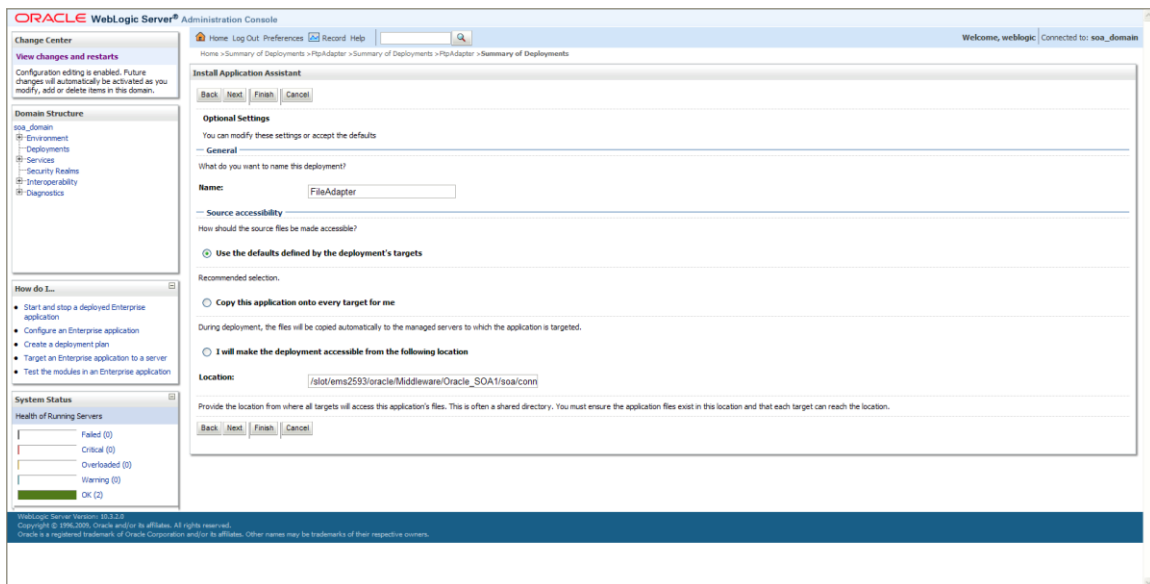 ORACLE WebLogic Server® Administration Console
Change Center
View changes and restarts
Configuration editing is enabled. Future
changes will automatically be activated as you
modify, add or delete items in this domain.
Domain Structure
soa_domain
Environment
Deployments
Services
Security Realms
Interoperability
Diagnostics
How do I...
Start and stop a deployed Enterprise
application
Configure an Enterprise application
Create a deployment plan
Target an Enterprise application to a server
Test the modules in an Enterprise application
System Status
Health of Running Servers
Failed (0)
Critical (0)
Overloaded (0)
Warning (0)
OK (2)
Home Log Out Preferences Record Help
Welcome, weblogic Connected to: soa_domain
Home >Summary of Deployments >FtpAdapter >Summary of Deployments >FtpAdapter >Summary of Deployments
Install Application Assistant
Back Next Finish Cancel
Optional Settings
You can modify these settings or accept the defaults
General
What do you want to name this deployment?
Name: FileAdapter
Source accessibility
How should the source files be made accessible?
Use the defaults defined by the deployment's targets
Recommended selection.
Copy this application onto every target for me
During deployment, the files will be copied automatically to the managed servers to which the application is targeted.
I will make the deployment accessible from the following location
Location: /slot/ems2593/oracle/Middleware/Oracle_SOA1/soa/conn
Provide the location from where all targets will access this application's files. This is often a shared directory. You must ensure the application files exist in this location and that each target can reach the location.
Back Next Finish Cancel
WebLogic Server Version: 10.3.2.0
Copyright © 1996,2009, Oracle and/or its affiliates. All rights reserved.
Oracle is a registered trademark of Oracle Corporation and/or its affiliates. Other names may be trademarks of their respective owners.